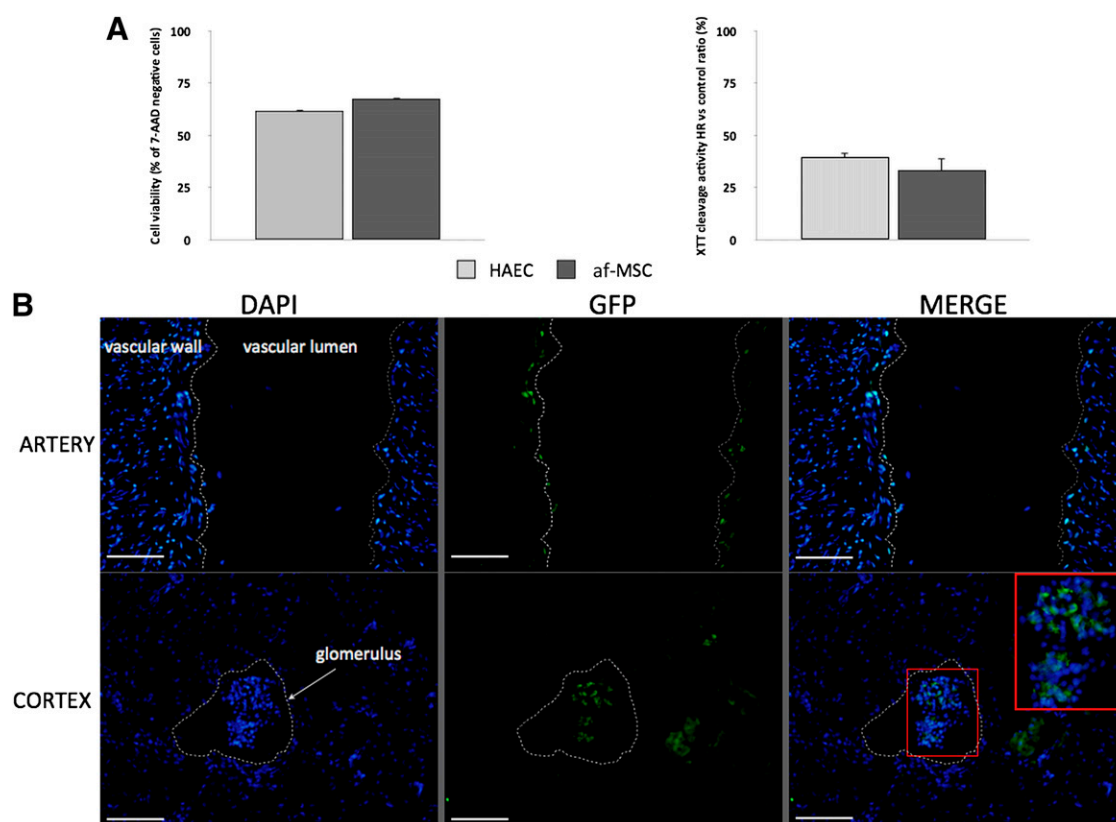 A
Cell viability (% of 7-AAD negative cells)
100
75
50
25
0
XTT cleavage activity HR vs control ratio (%)
100
75
50
25
0
HAEC
af-MSC
B
DAPI
GFP
MERGE
ARTERY
vascular wall
vascular lumen
CORTEX
glomerulus